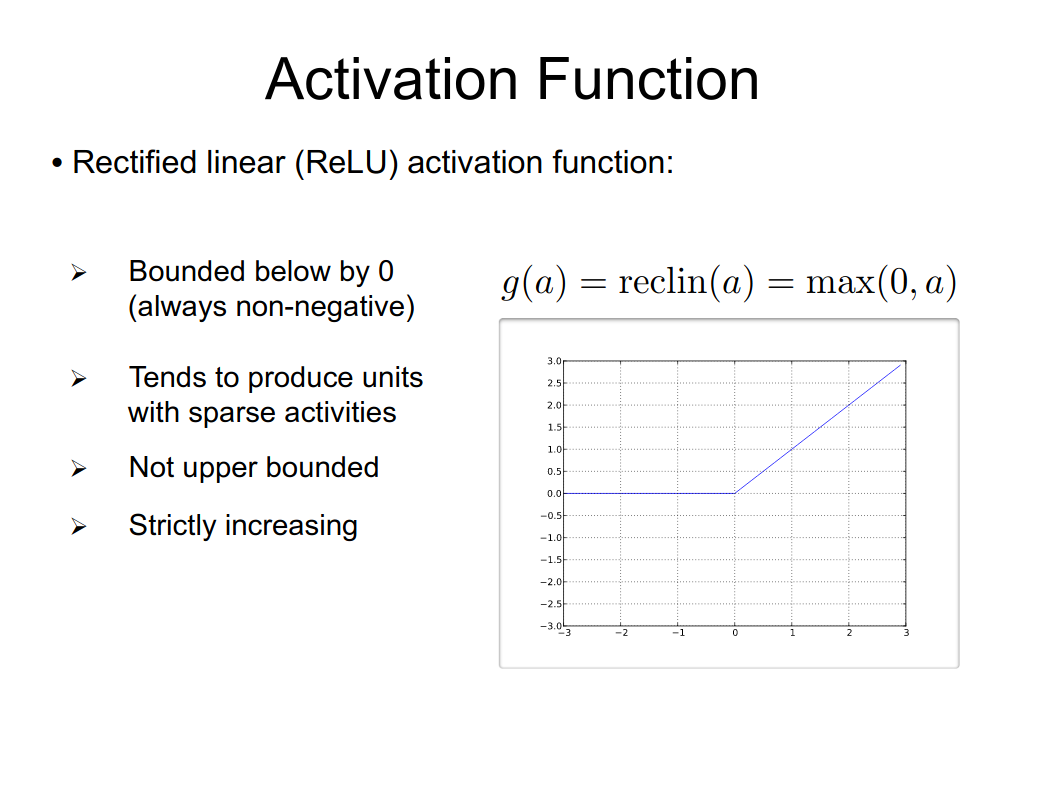 Activation Function
• Rectified linear (ReLU) activation function:
➢ Bounded below by 0
(always non-negative)
➢ Tends to produce units
with sparse activities
➢ Not upper bounded
➢ Strictly increasing
g(a) = reclin(a) = max(0, a)
3.0
2.5
2.0
1.5
1.0
0.5
0.0
−0.5
−1.0
−1.5
−2.0
−2.5
−3.0
−3 −2 −1 0 1 2 3